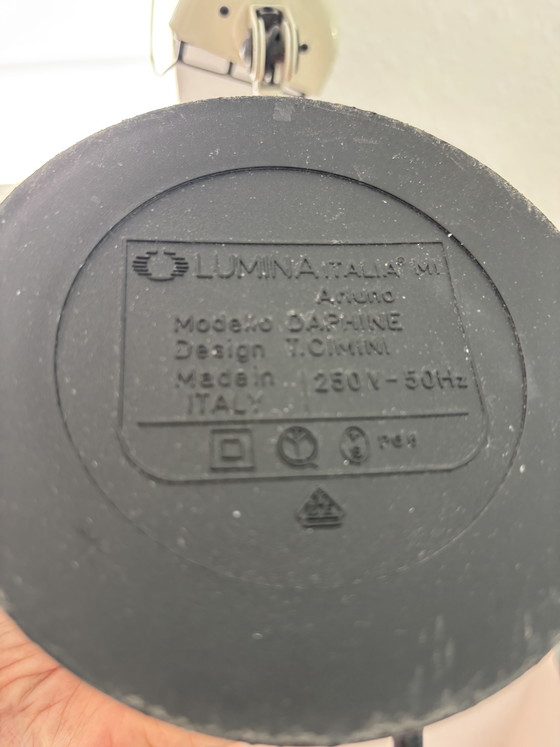 LUMINA ITALIA® MI
Arluno
Modello DAPHINE
Design T.CIMINI
Made in
ITALY
250V-50Hz